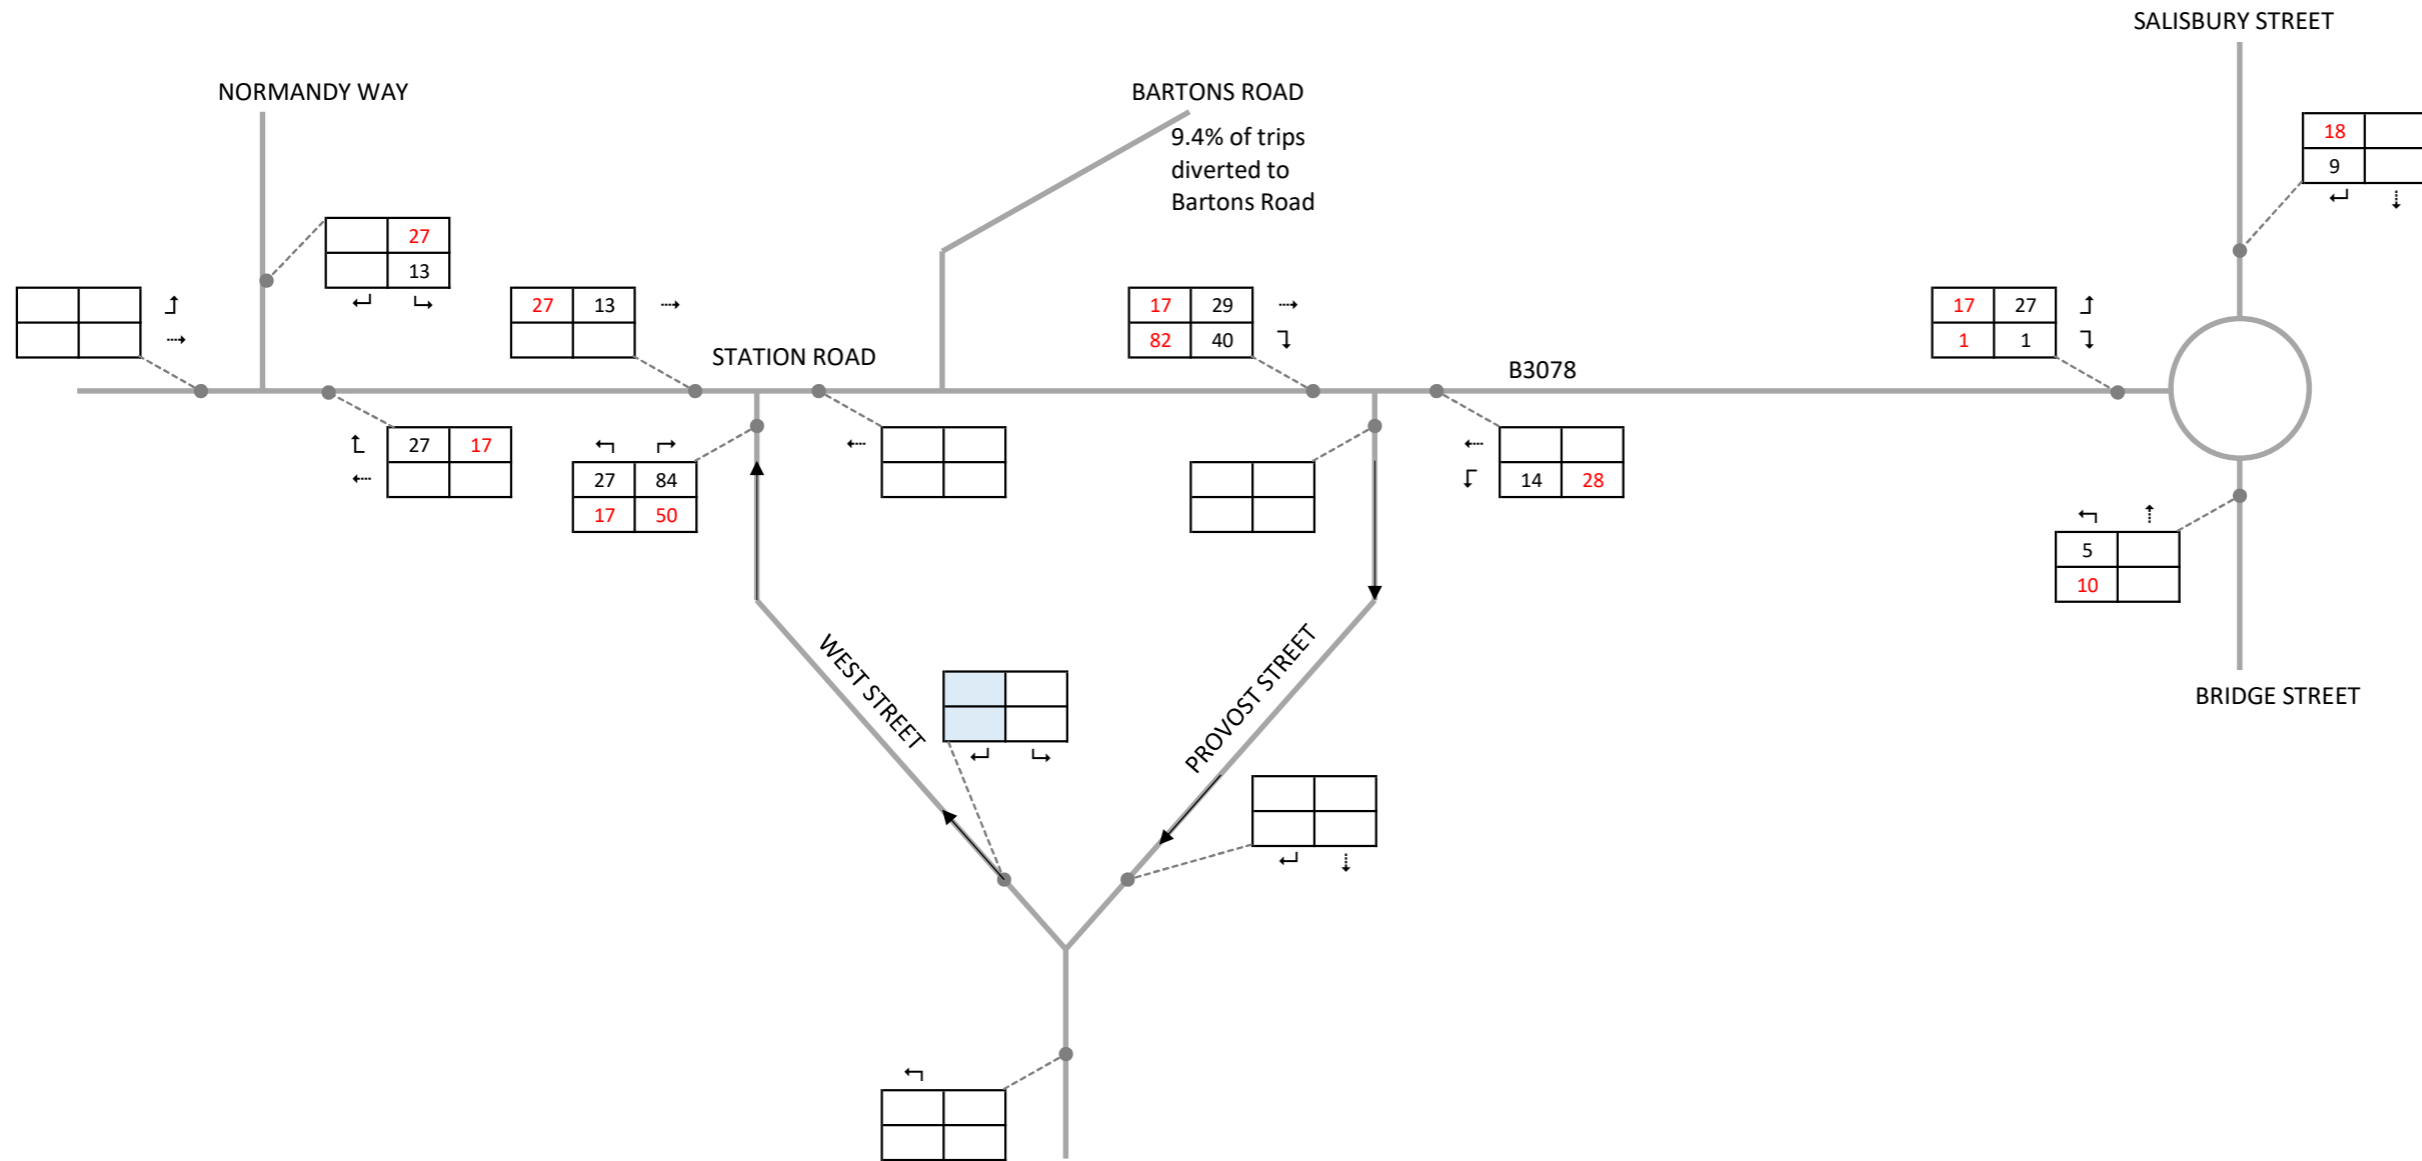 SALISBURY STREET
NORMANDY WAY
BARTONS ROAD
9.4% of trips
diverted to
Bartons Road
18
9
27
13
27 13
17 29
82 40
17 27
1 1
STATION ROAD
B3078
27 17
27 84
17 50
14 28
5
10
WEST STREET
PROVOST STREET
BRIDGE STREET